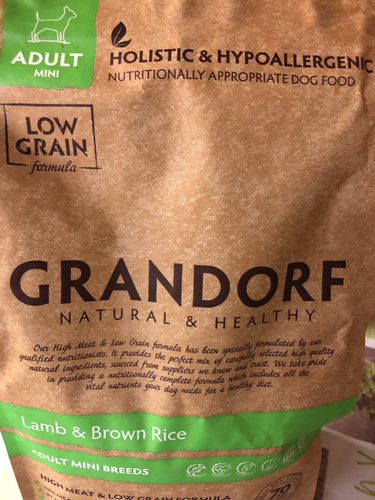 ADULT
MINI
HOLISTIC & HYPOALLERGENIC
NUTRITIONALLY APPROPRIATE DOG FOOD
LOW
GRAIN
formula
GRANDORF
NATURAL & HEALTHY
Our High Meat & low Grain formula has been specially formulated by our
qualified nutritionists. It provides the perfect mix of carefully selected high quality
natural ingredients, sourced from suppliers we know and trust. We take pride
in providing a nutritionally complete formula which includes all the
vital nutrients your dog needs for a healthy diet.
Lamb & Brown Rice
ADULT MINI BREEDS
HIGH MEAT & LOW GRAIN FORMULA
70